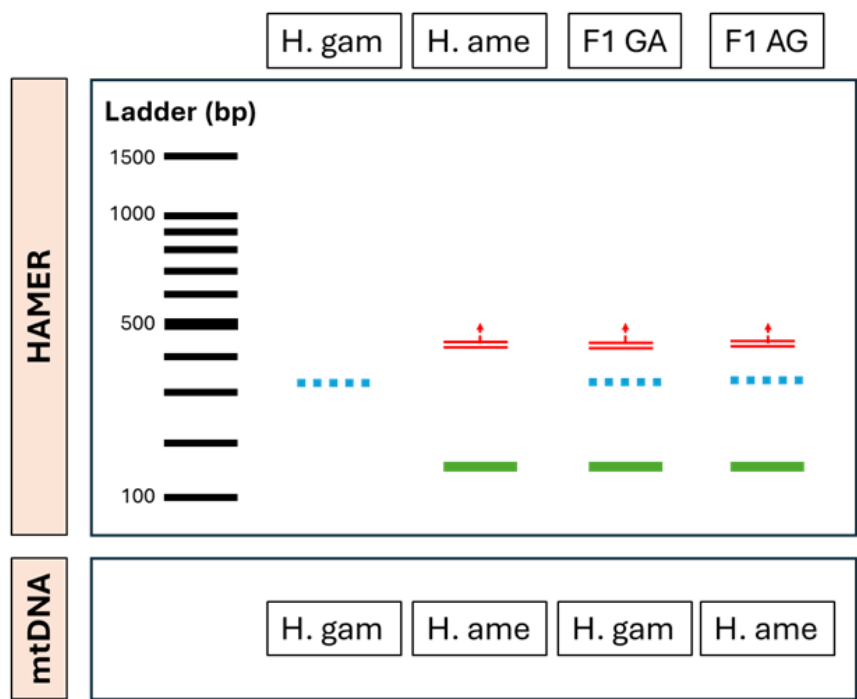 H. gam
H. ame
F1 GA
F1 AG
HAMER
Ladder (bp)
1500
1000
500
100
mtDNA
H. gam
H. ame
H. gam
H. ame